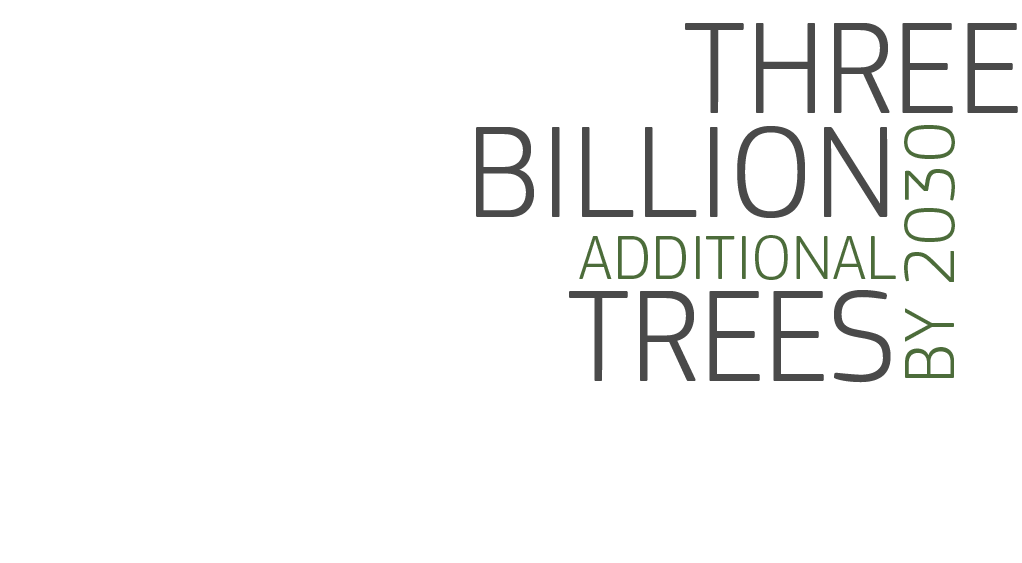 THREE
BILLION
ADDITIONAL
TREES
BY 2030